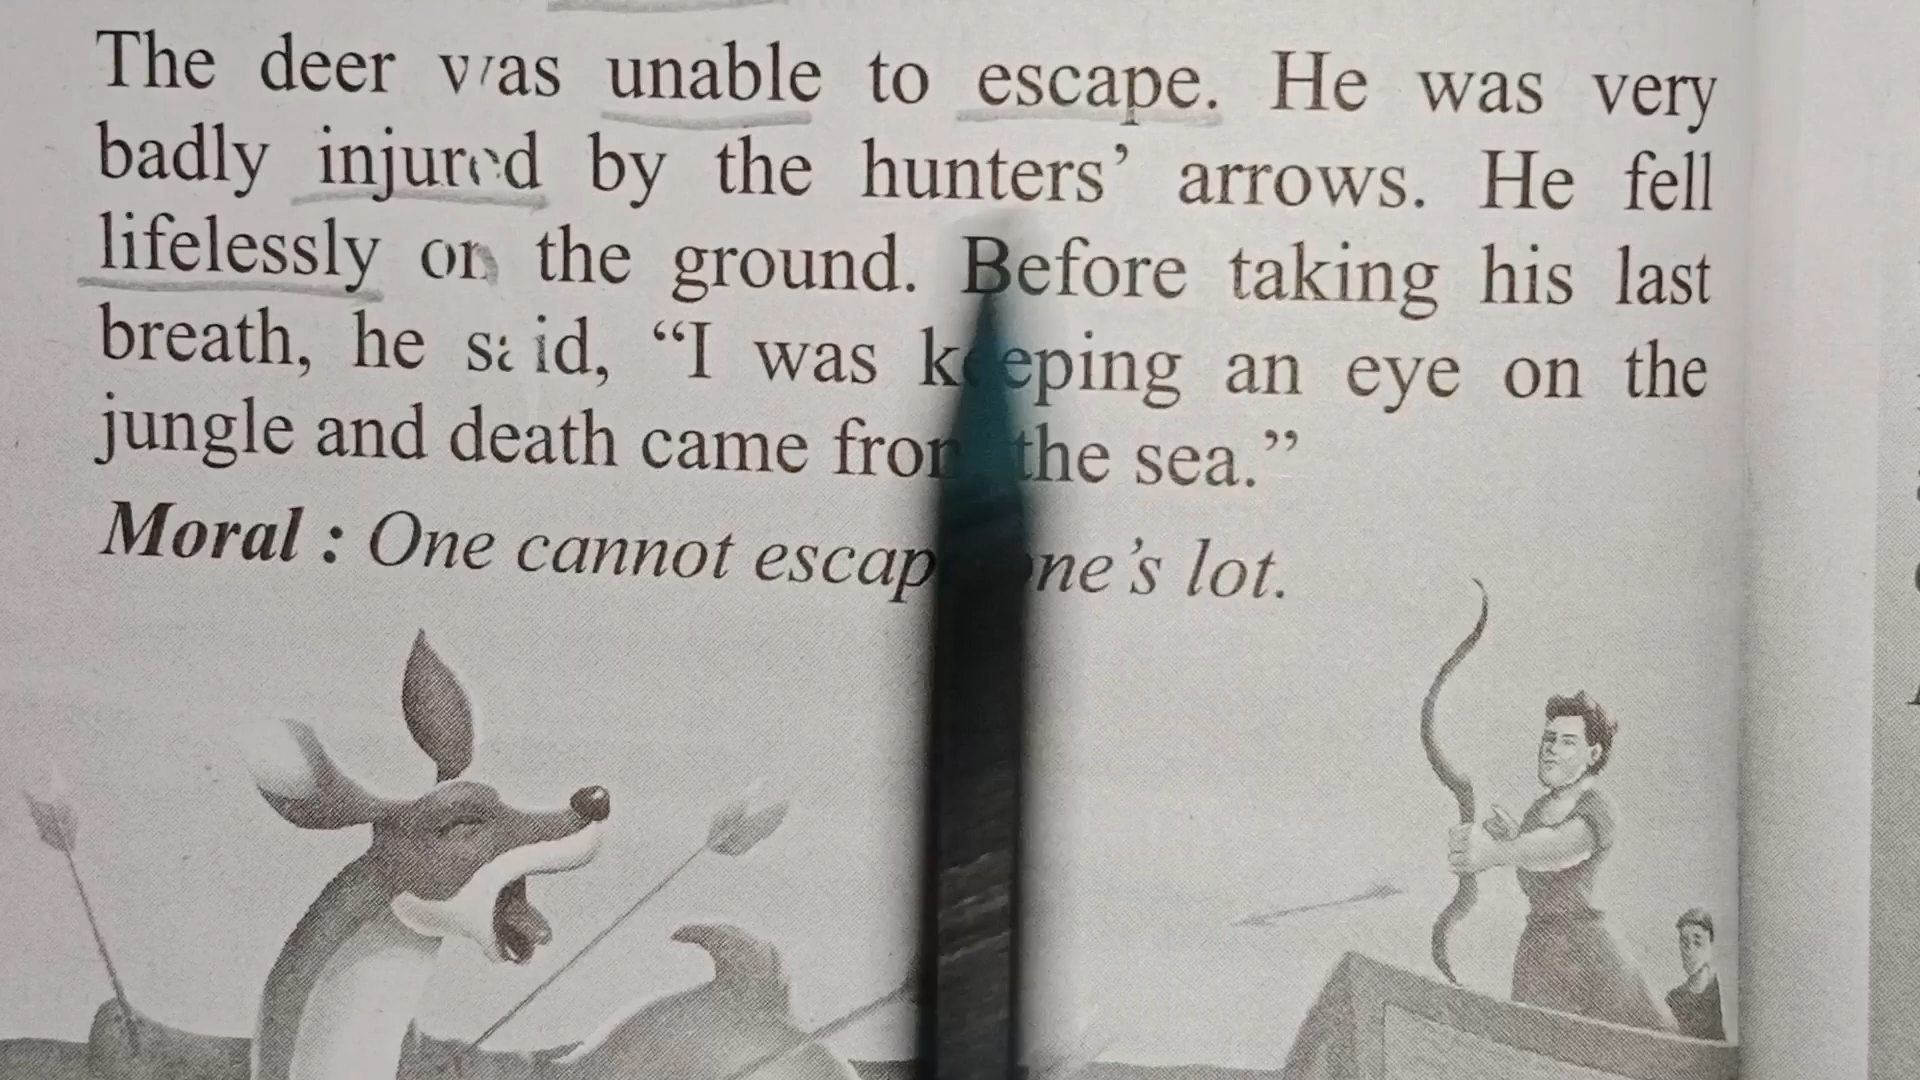 The deer was unable to escape. He was very
badly injured by the hunters’ arrows. He fell
lifelessly on the ground. Before taking his last
breath, he said, “I was keeping an eye on the
jungle and death came from the sea.”
Moral : One cannot escape one’s lot.